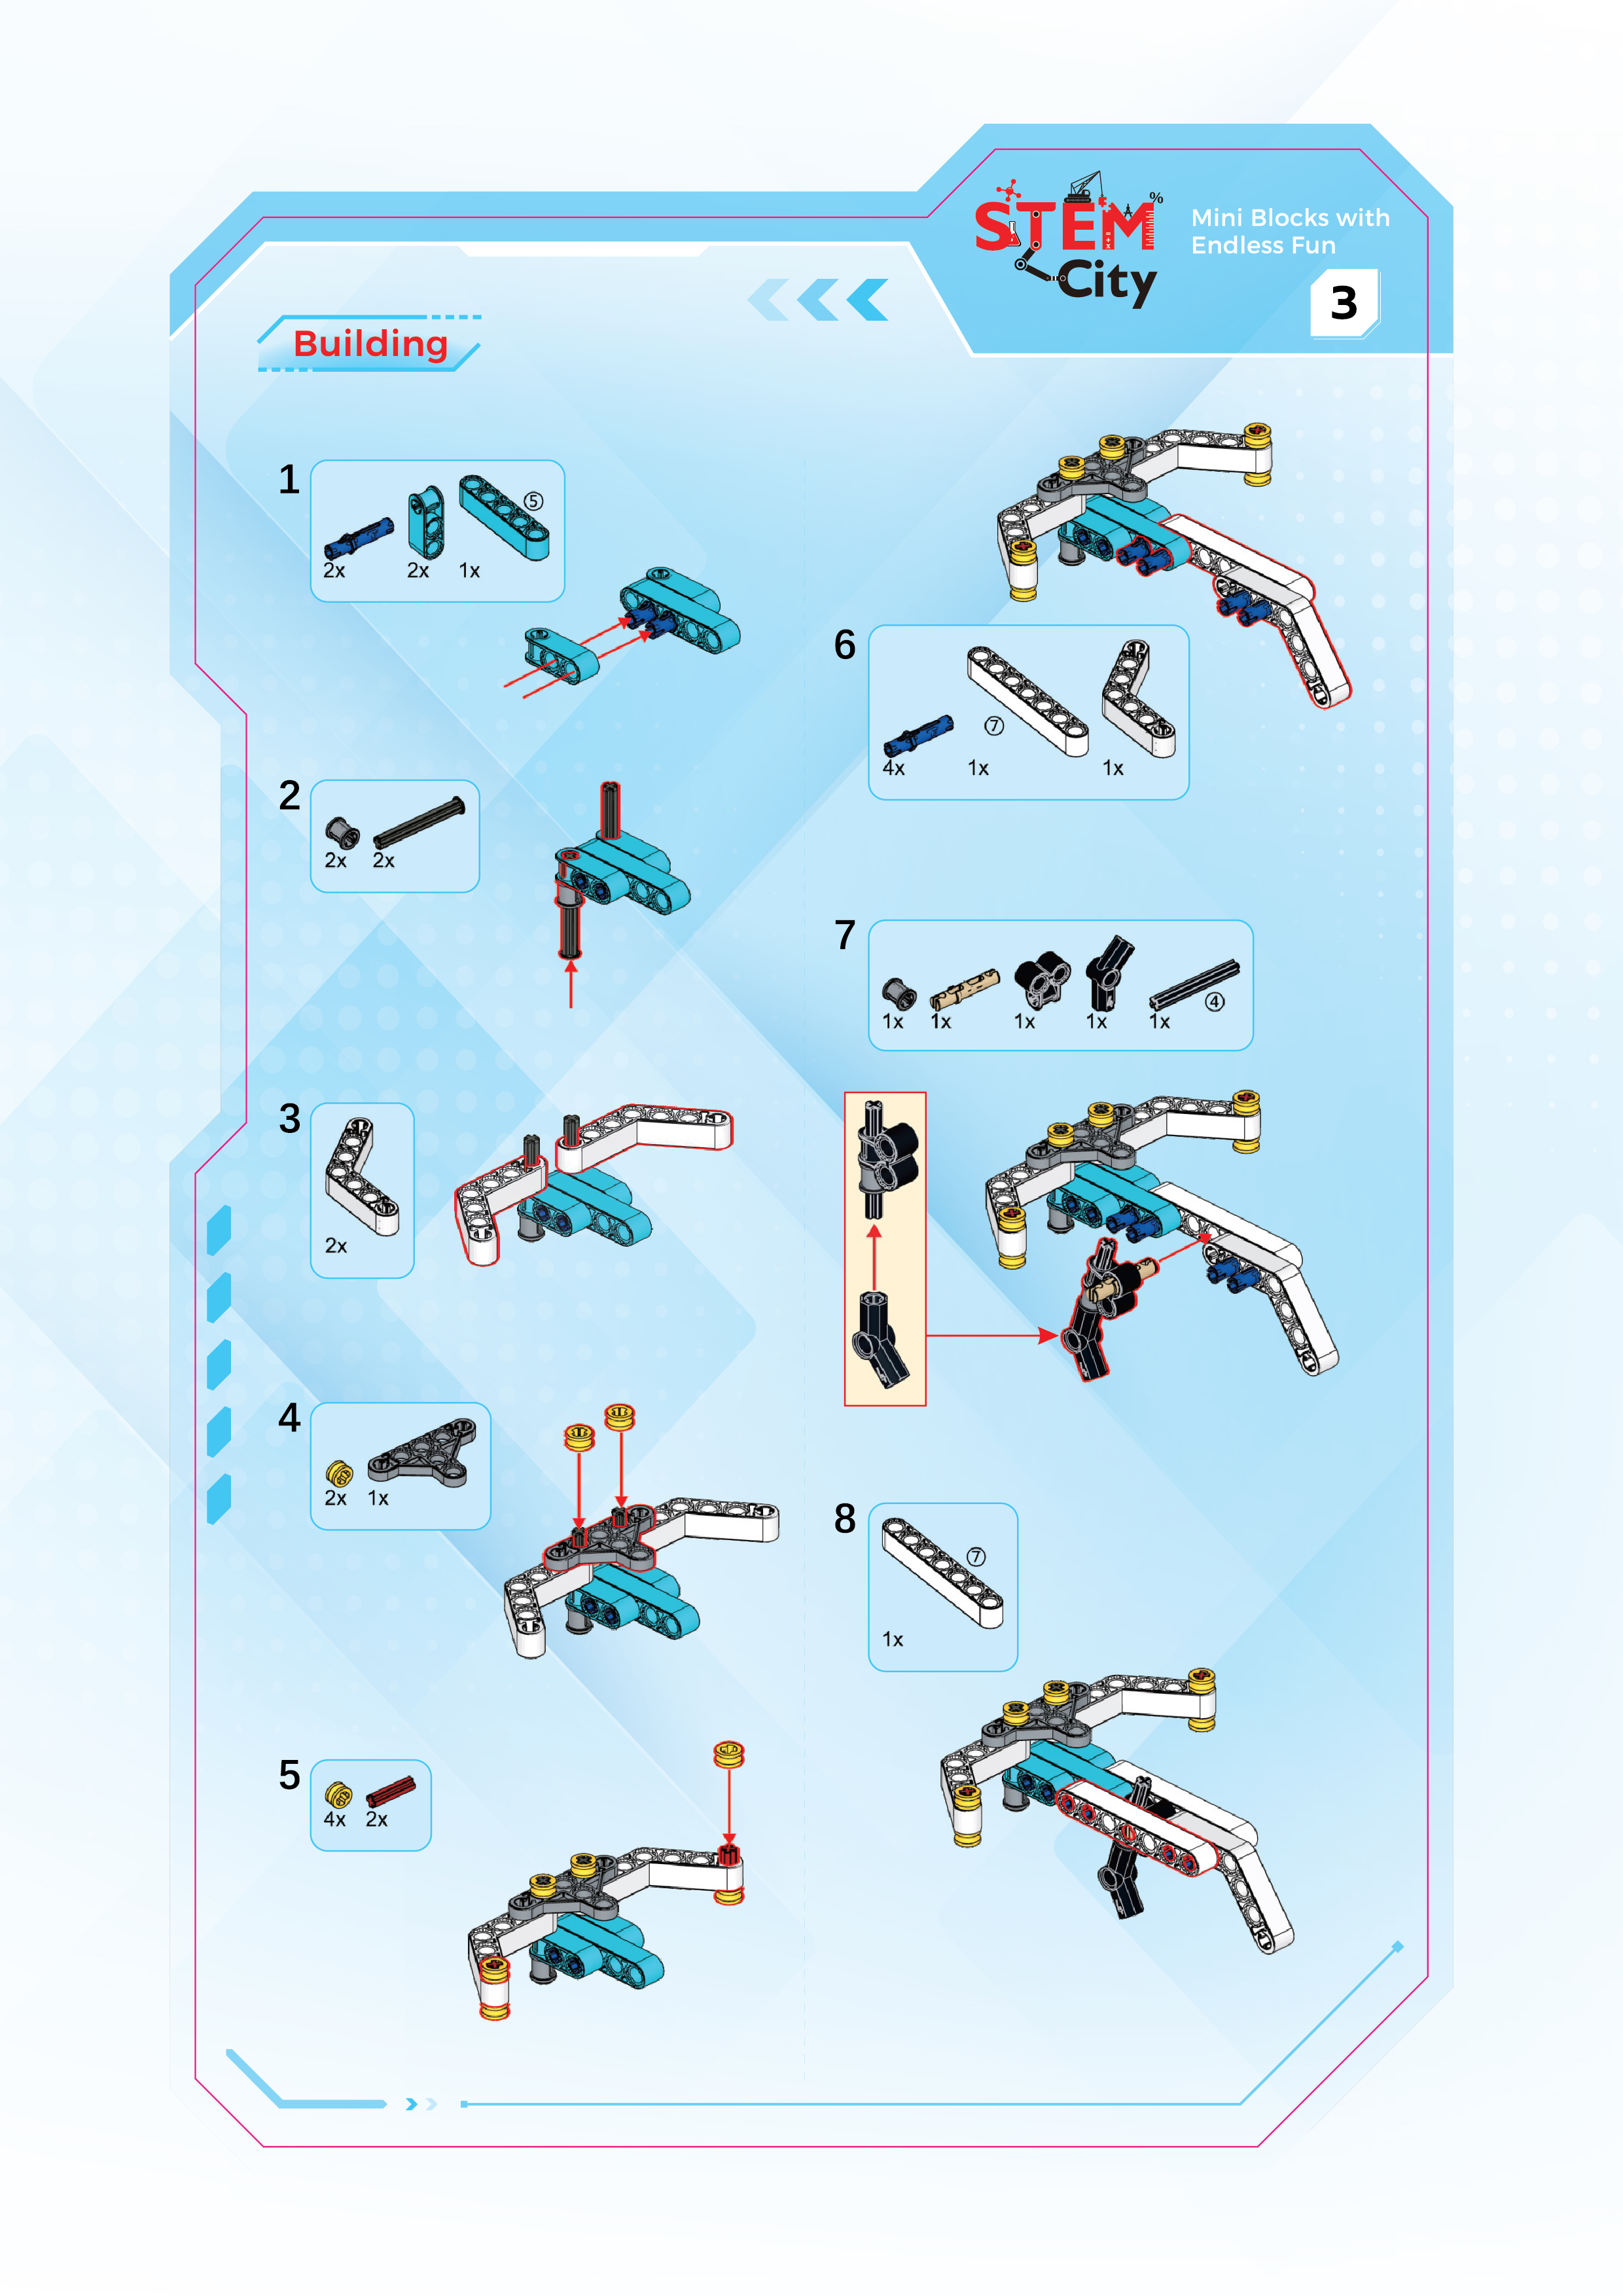 STEM
%
City
Mini Blocks with
Endless Fun
3
Building
1
⑤
2x 2x 1x
2
2x 2x
3
2x
4
2x 1x
5
4x 2x
6
⑦
4x 1x 1x
7
④
1x 1x 1x 1x 1x
8
⑦
1x